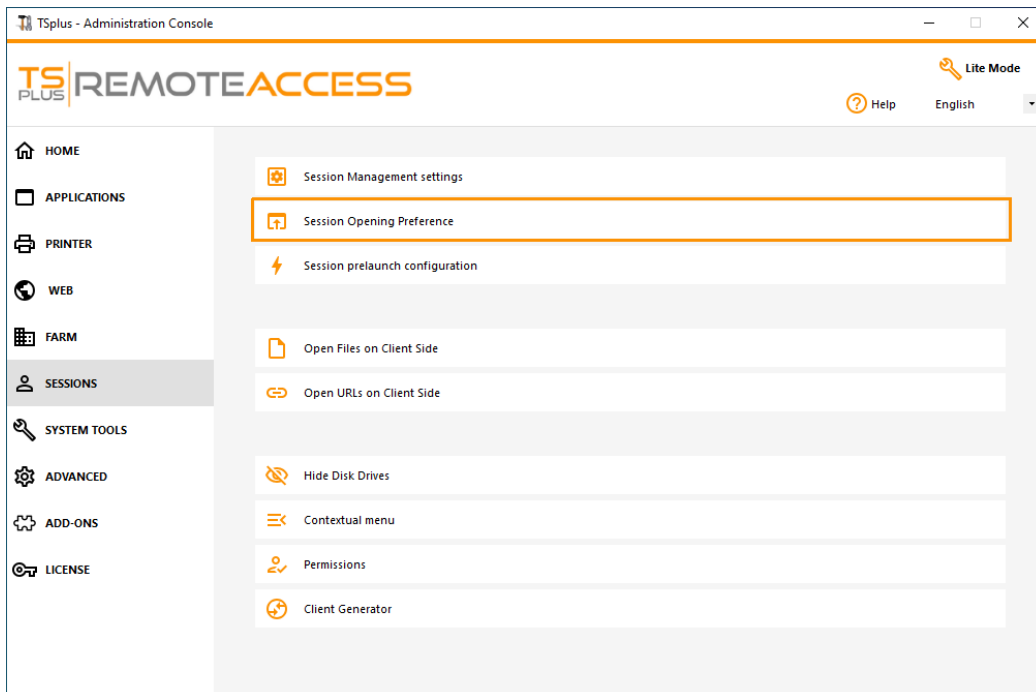 TSplus - Administration Console
TS PLUS REMOTEACCESS
Lite Mode
Help
English
HOME
APPLICATIONS
PRINTER
WEB
FARM
SESSIONS
SYSTEM TOOLS
ADVANCED
ADD-ONS
LICENSE
Session Management settings
Session Opening Preference
Session prelaunch configuration
Open Files on Client Side
Open URLs on Client Side
Hide Disk Drives
Contextual menu
Permissions
Client Generator